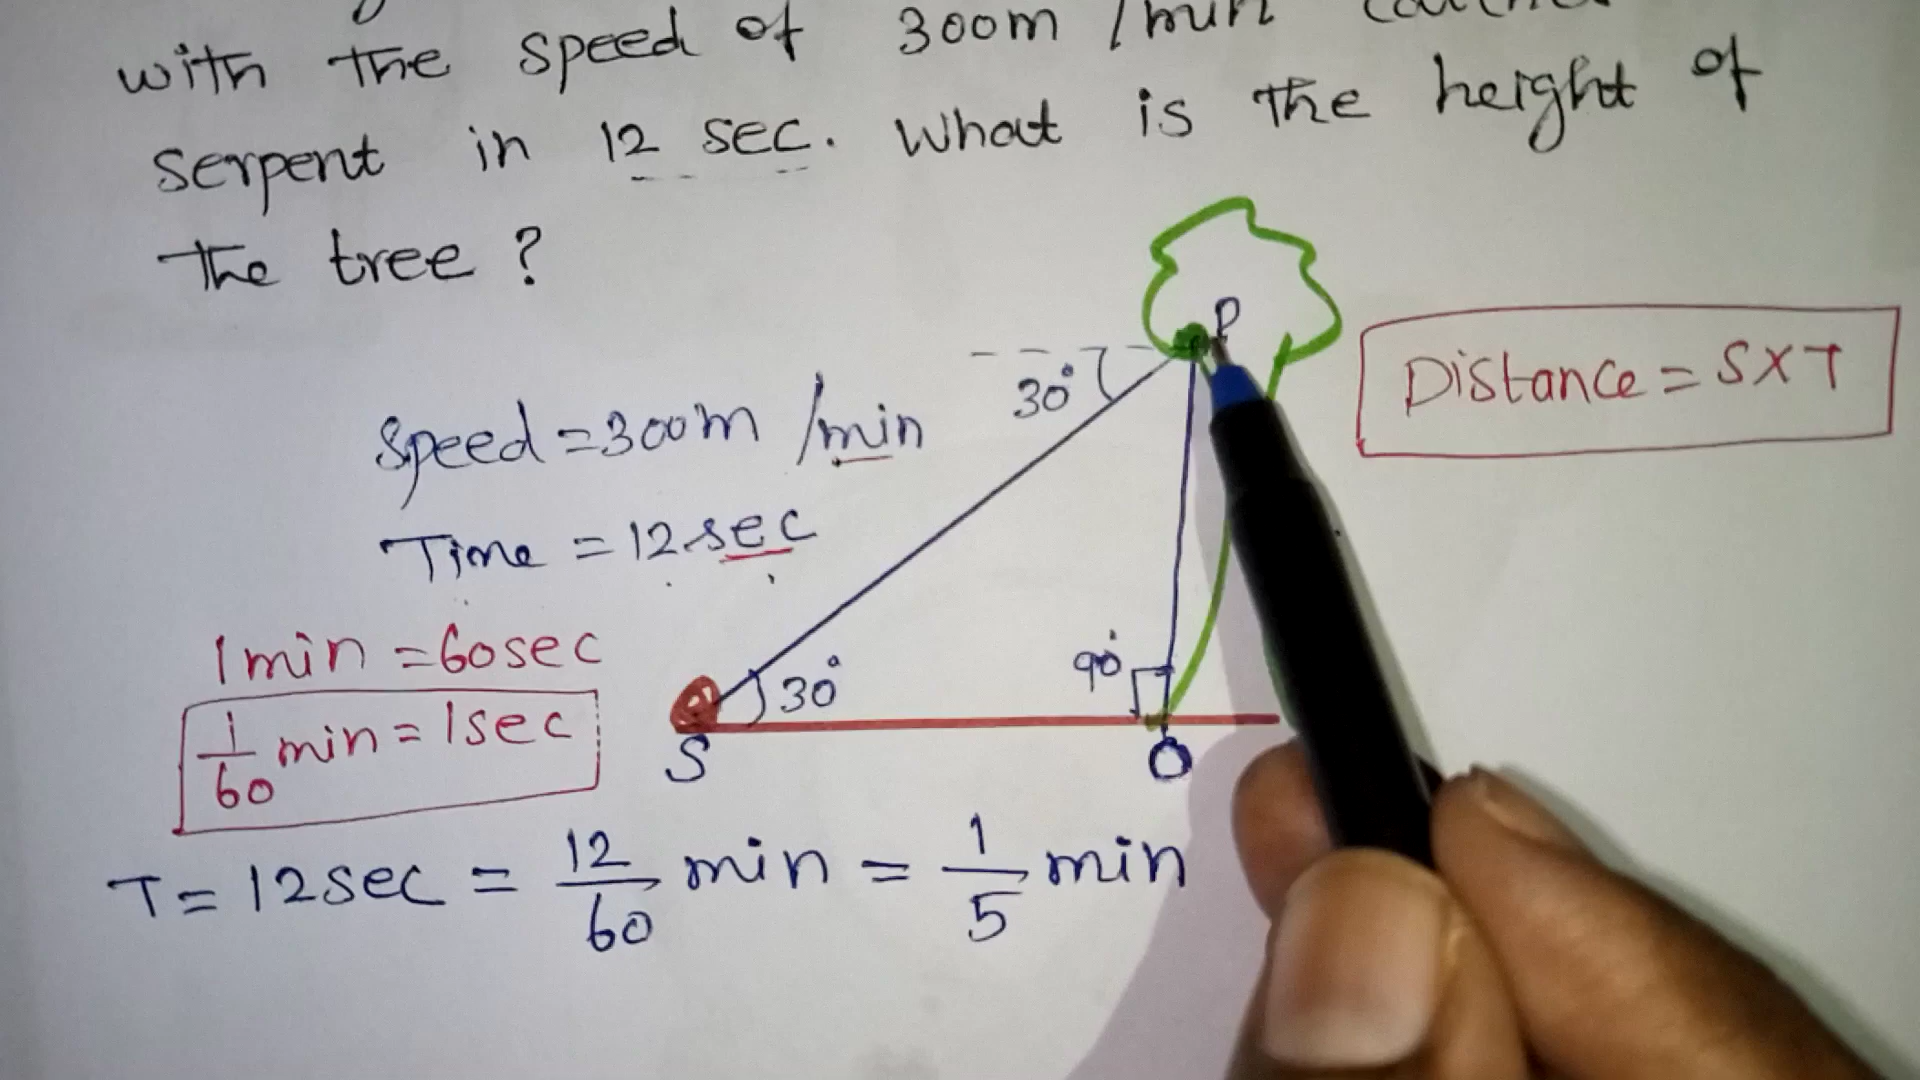 with the speed of 300m /min
serpent in 12 sec. What is the height of
the tree ?
P
30°
Distance = S X T
Speed = 300m /min
Time = 12 sec
1 min = 60 sec
1/60 min = 1 sec
30°
90°
S
O
T = 12 sec = 12/60 min = 1/5 min